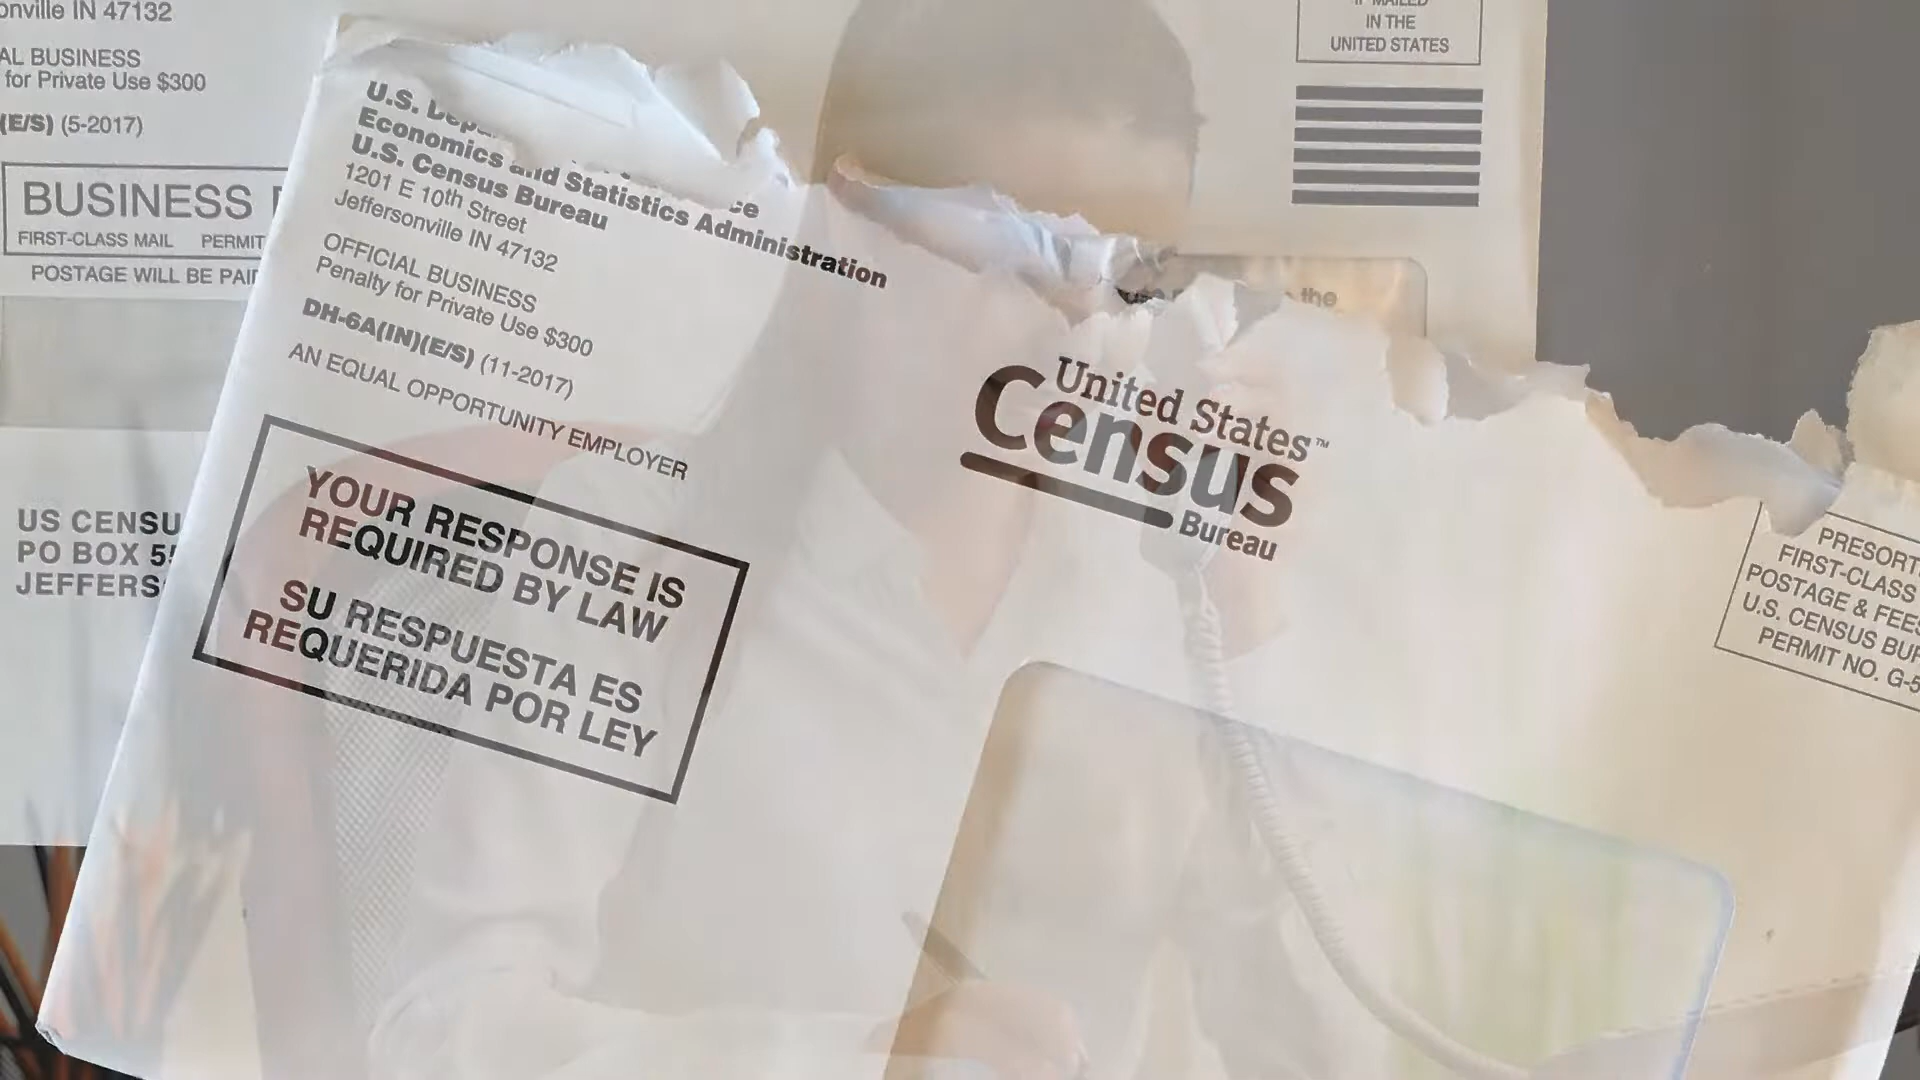 onville IN 47132
AL BUSINESS
for Private Use $300
(E/S) (5-2017)
BUSINESS
FIRST-CLASS MAIL PERMIT
POSTAGE WILL BE PAI
US CENSU
PO BOX 5
JEFFERS
IN THE
UNITED STATES
the
U.S. Depa ce
Economics and Statistics Administration
U.S. Census Bureau
1201 E 10th Street
Jeffersonville IN 47132
OFFICIAL BUSINESS
Penalty for Private Use $300
DH-6A(IN)(E/S) (11-2017)
AN EQUAL OPPORTUNITY EMPLOYER
YOUR RESPONSE IS
REQUIRED BY LAW
SU RESPUESTA ES
REQUERIDA POR LEY
United States™
Census
Bureau
PRESORT
FIRST-CLASS
POSTAGE & FEES
U.S. CENSUS BUR
PERMIT NO. G-5